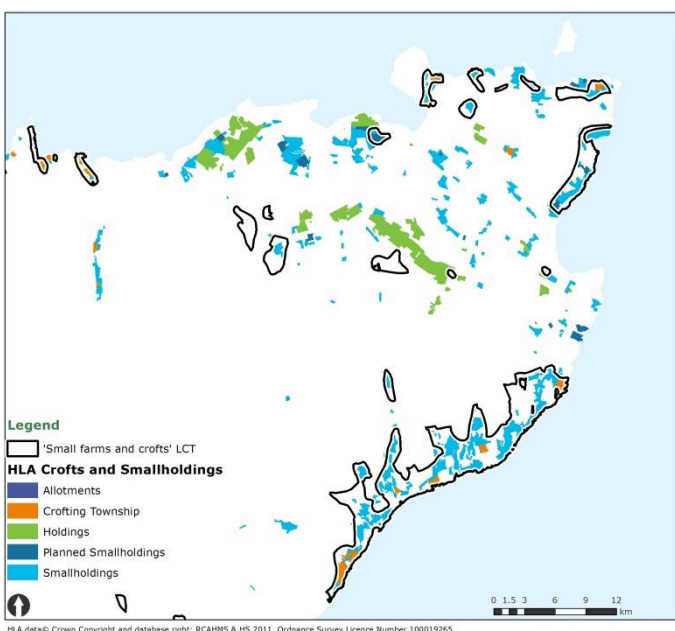 Legend
'Small farms and crofts' LCT
HLA Crofts and Smallholdings
Allotments
Crofting Township
Holdings
Planned Smallholdings
Smallholdings
0 1.5 3 6 9 12
km
HLA data© Crown Copyright and database right; RCAHMS & HS 2011. Ordnance Survey Licence Number 100019265